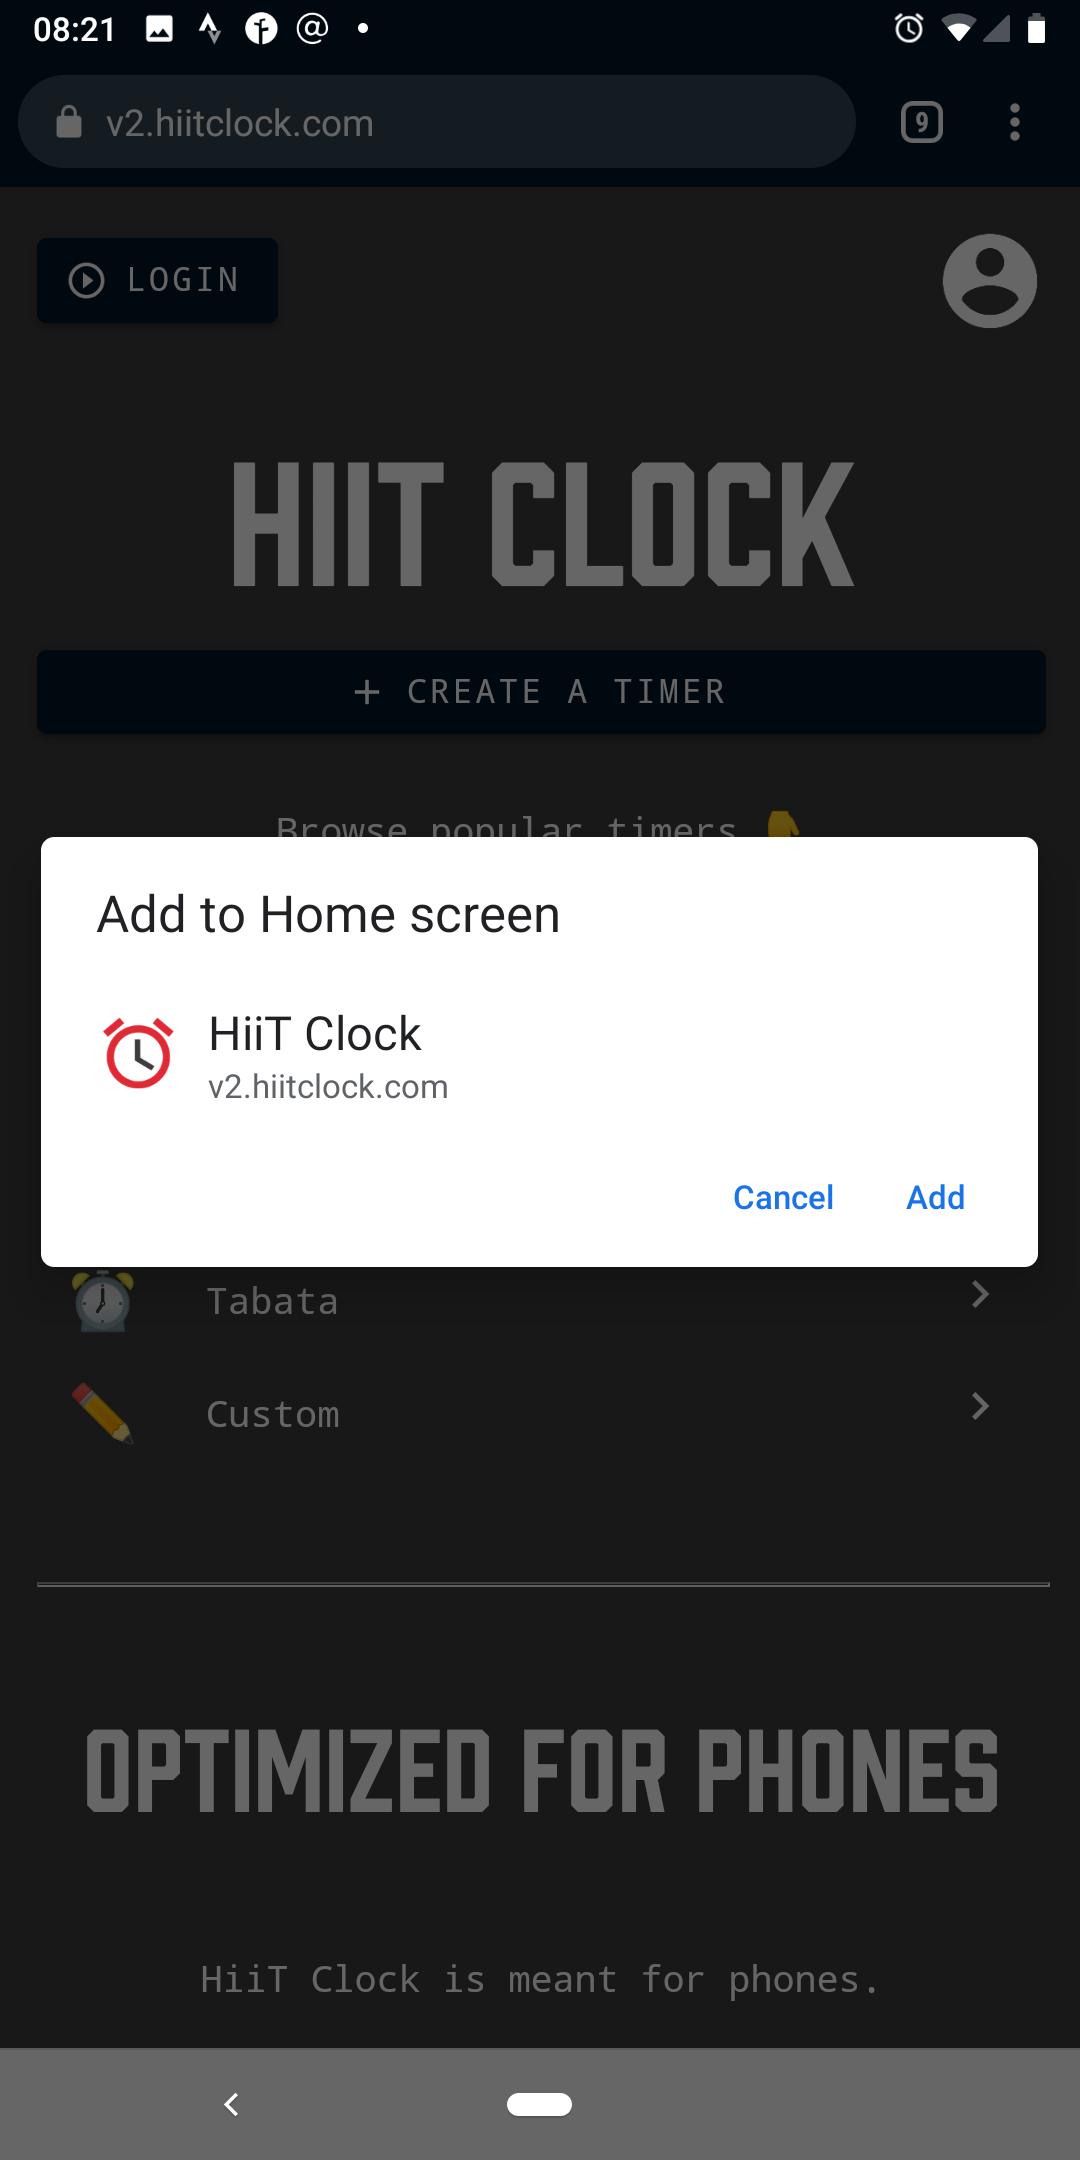 08:21
v2.hiitclock.com
9
LOGIN
HIIT CLOCK
+ CREATE A TIMER
Browse popular timers 👇
Add to Home screen
HiiT Clock
v2.hiitclock.com
Cancel Add
Tabata
Custom
OPTIMIZED FOR PHONES
HiiT Clock is meant for phones.